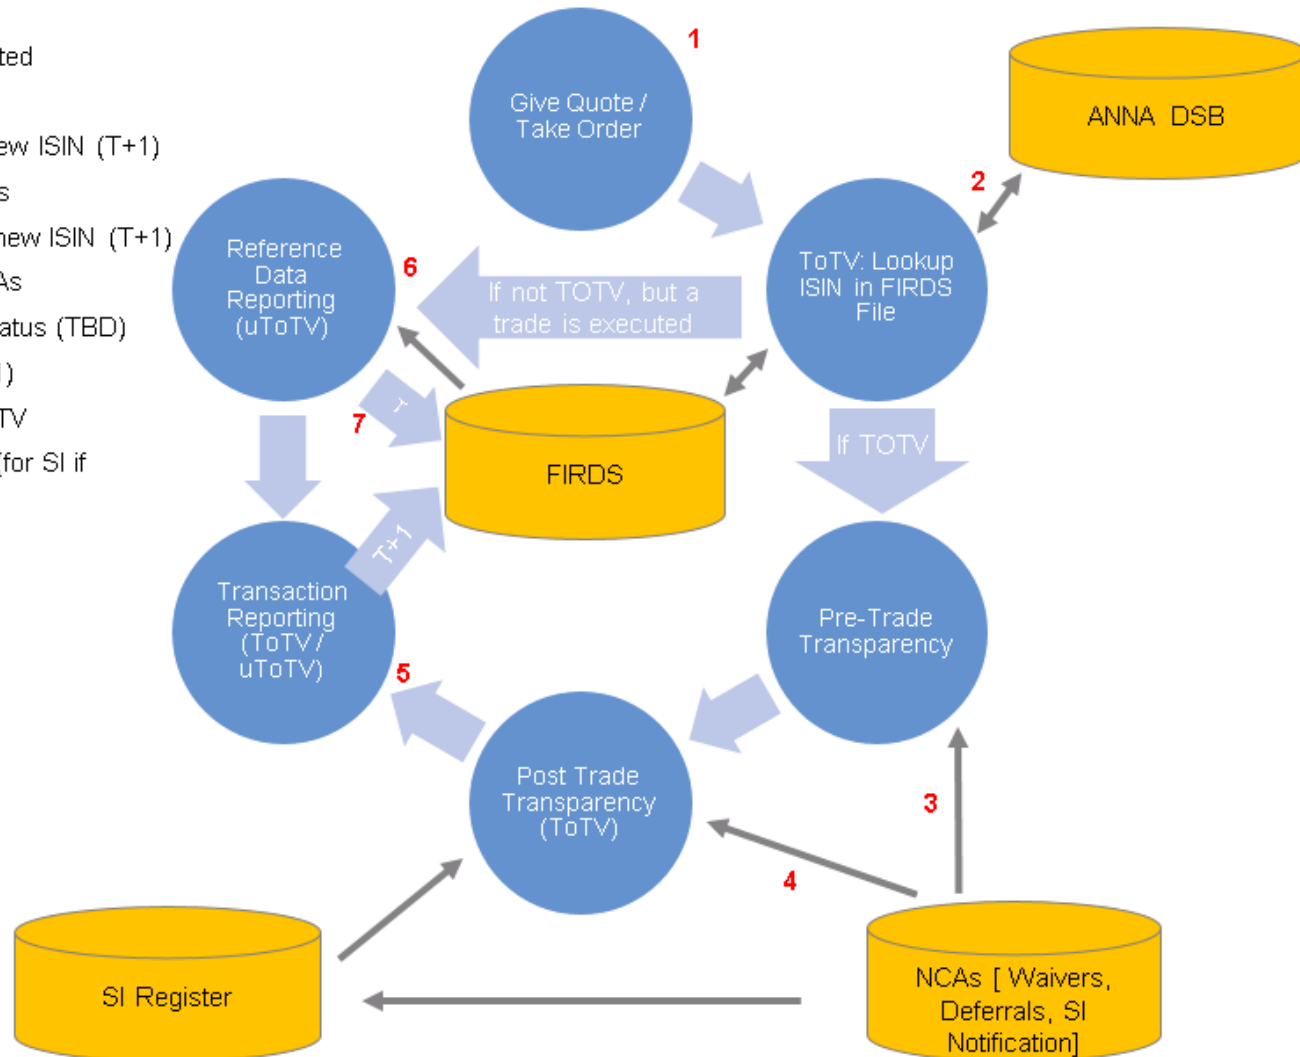 ted
ew ISIN (T+1)
s
new ISIN (T+1)
As
tatus (TBD)
)
TV
(for SI if
1
Give Quote /
Take Order
ANNA DSB
2
ToTV: Lookup
ISIN in FIRDS
File
Reference
Data
Reporting
(uToTV)
6
If not TOTV, but a
trade is executed
7
T
FIRDS
If TOTV
T+1
Transaction
Reporting
(ToTV /
uToTV)
5
Pre-Trade
Transparency
Post Trade
Transparency
(ToTV)
3
4
SI Register
NCAs [ Waivers,
Deferrals, SI
Notification]